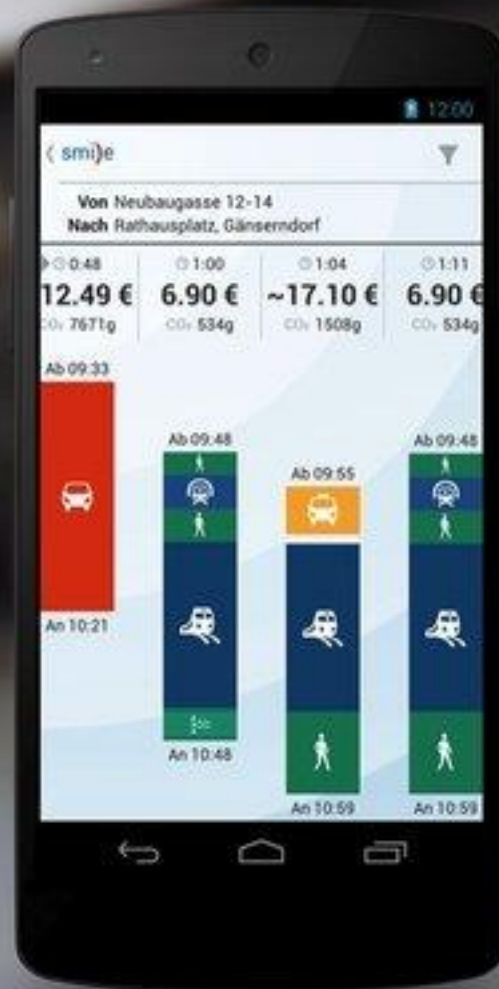 12:00
smi)e
Von Neubaugasse 12-14
Nach Rathausplatz, Gänserndorf
0:48 1:00 1:04 1:11
12.49 € 6.90 € ~17.10 € 6.90 €
CO₂ 7671g CO₂ 534g CO₂ 1508g CO₂ 534g
Ab 09:33
Ab 09:48 Ab 09:48
Ab 09:55
An 10:21
An 10:48
An 10:59 An 10:59